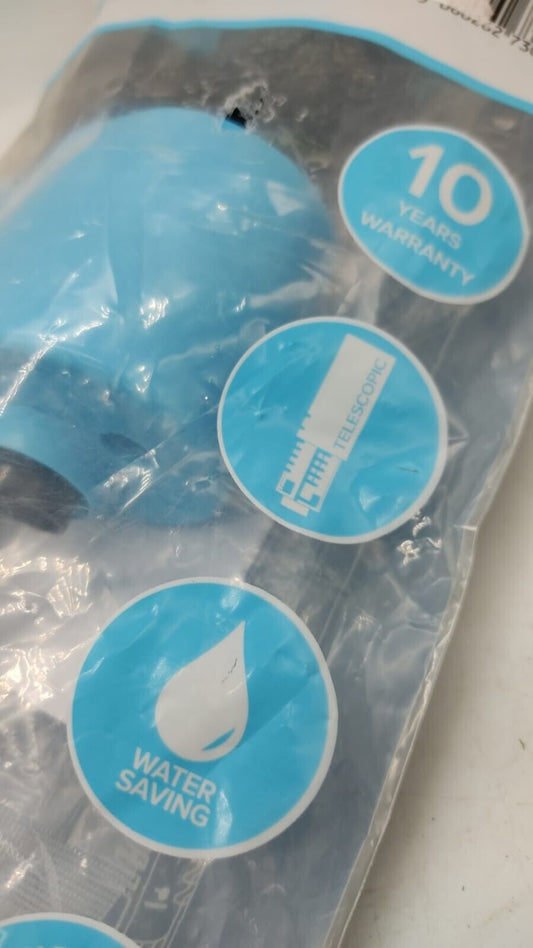 10
YEARS
WARRANTY
TELESCOPIC
WATER
SAVING